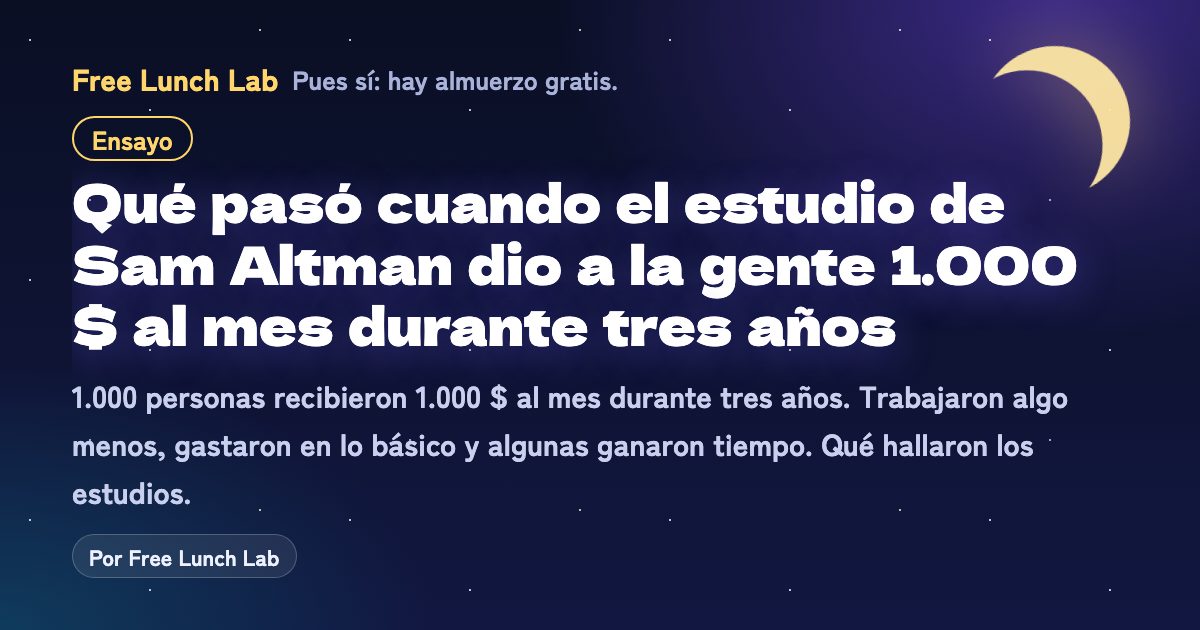 Free Lunch Lab Pues sí: hay almuerzo gratis.
Ensayo
Qué pasó cuando el estudio de
Sam Altman dio a la gente 1.000
$ al mes durante tres años
1.000 personas recibieron 1.000 $ al mes durante tres años. Trabajaron algo
menos, gastaron en lo básico y algunas ganaron tiempo. Qué hallaron los
estudios.
Por Free Lunch Lab